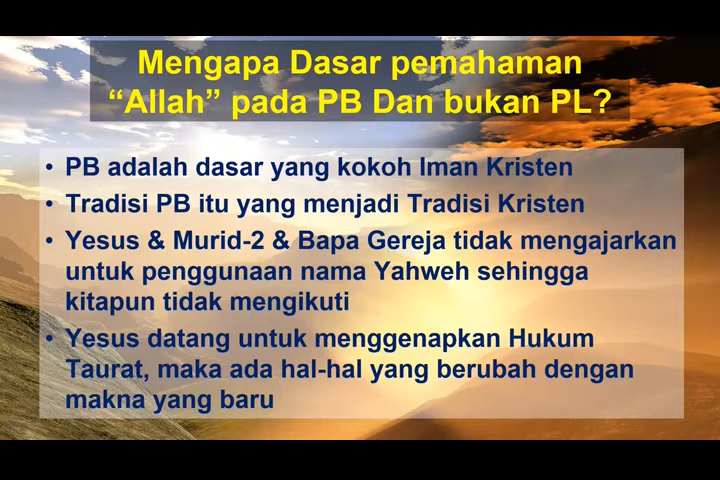 Mengapa Dasar pemahaman
“Allah” pada PB Dan bukan PL?
• PB adalah dasar yang kokoh Iman Kristen
• Tradisi PB itu yang menjadi Tradisi Kristen
• Yesus & Murid-2 & Bapa Gereja tidak mengajarkan
untuk penggunaan nama Yahweh sehingga
kitapun tidak mengikuti
• Yesus datang untuk menggenapkan Hukum
Taurat, maka ada hal-hal yang berubah dengan
makna yang baru